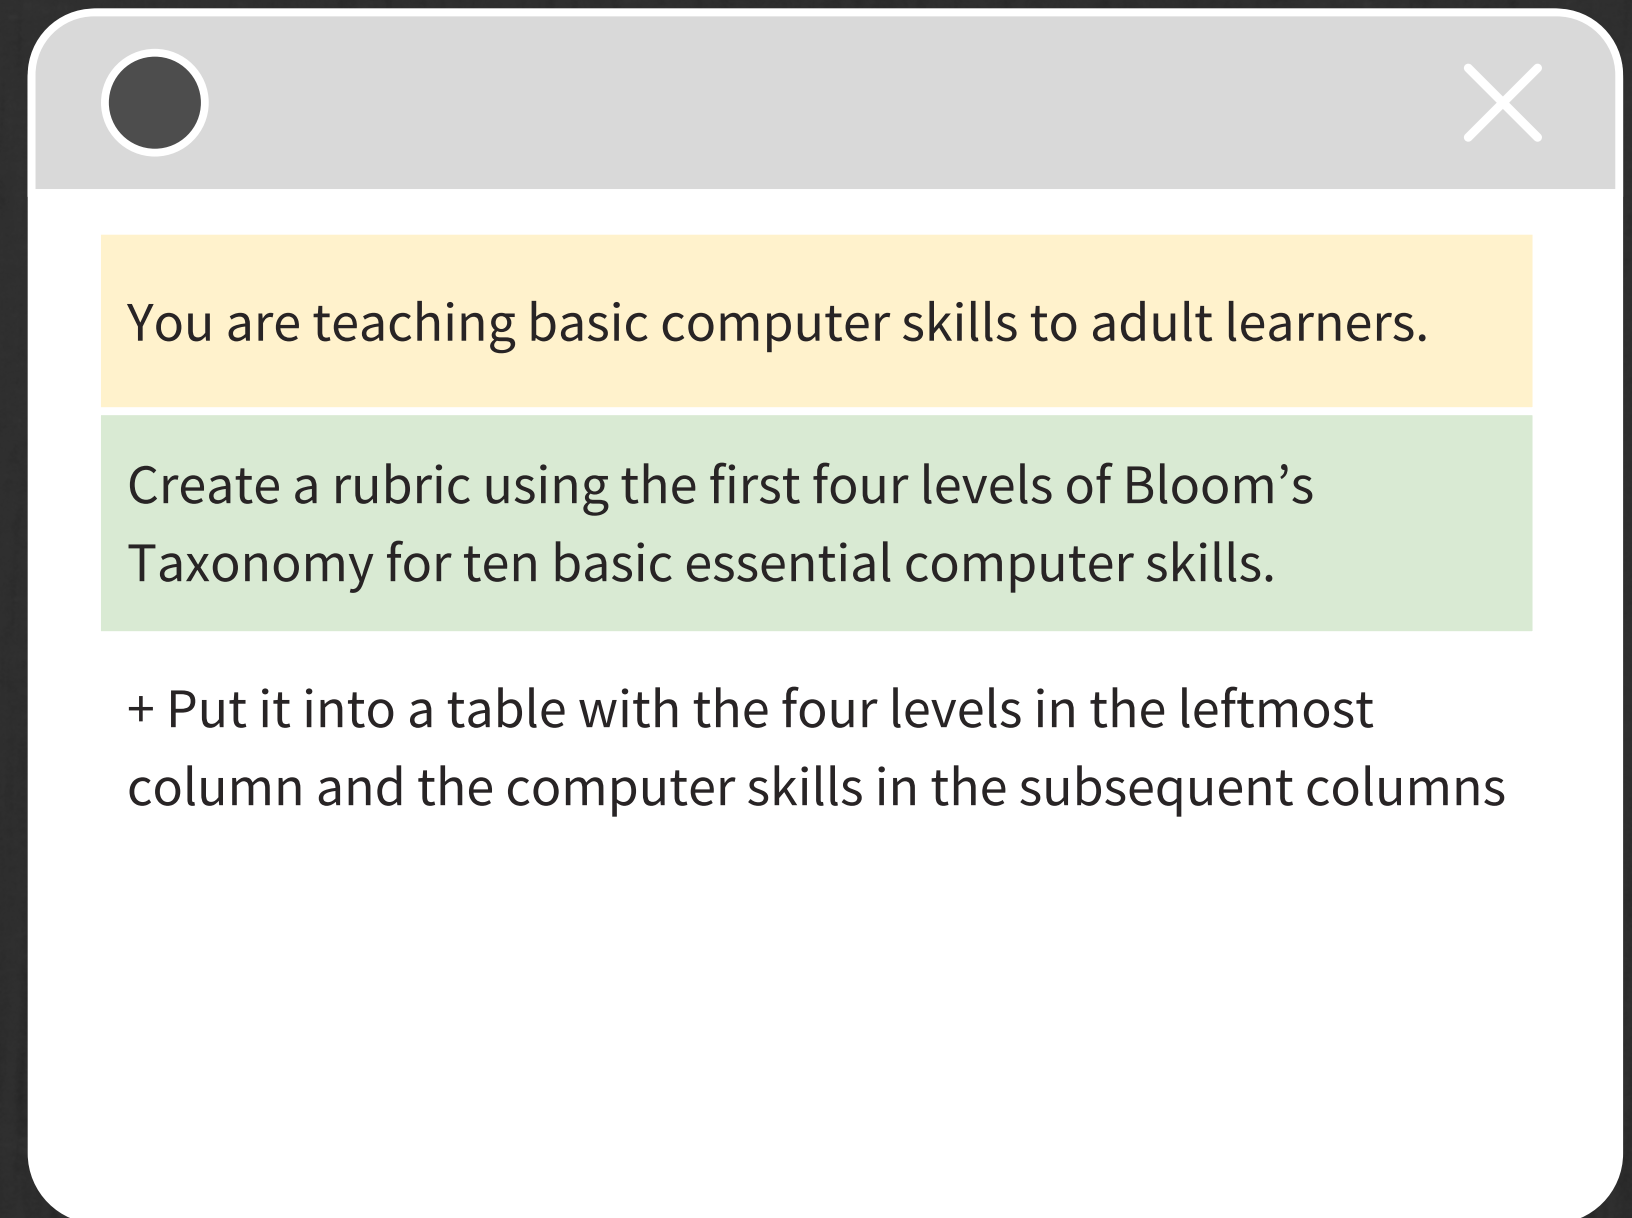 You are teaching basic computer skills to adult learners.
Create a rubric using the first four levels of Bloom’s
Taxonomy for ten basic essential computer skills.
+ Put it into a table with the four levels in the leftmost
column and the computer skills in the subsequent columns